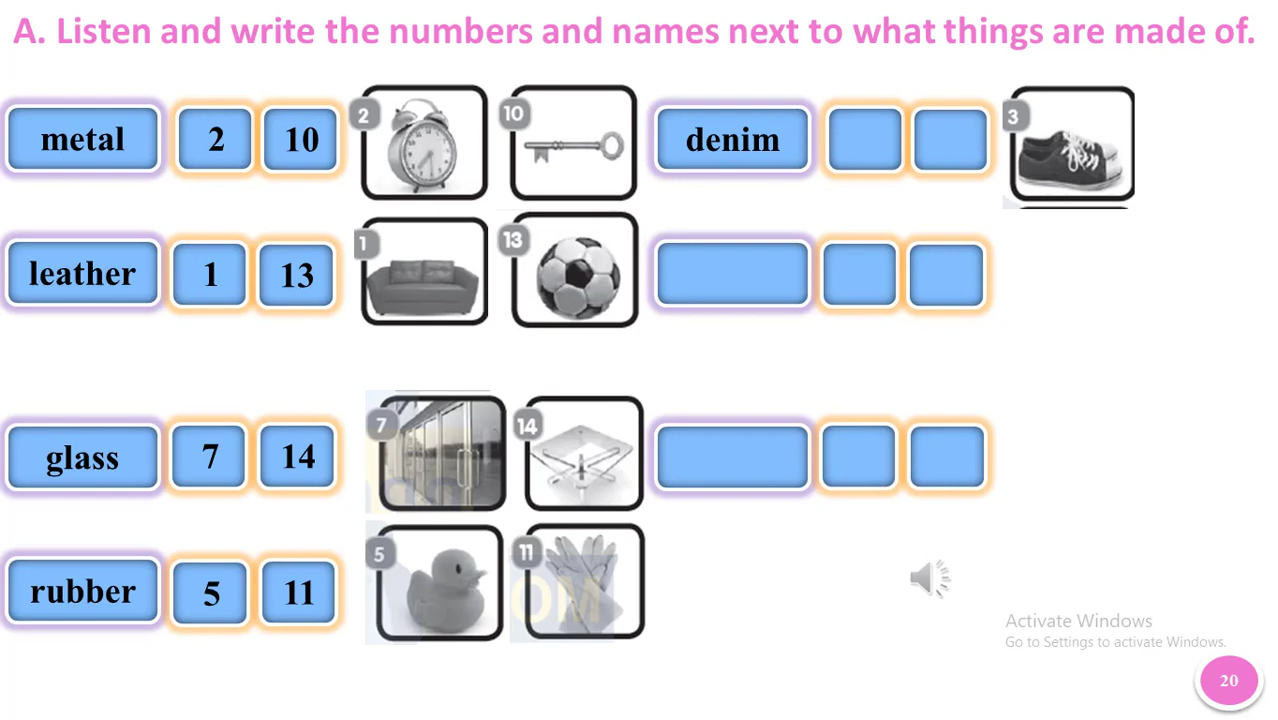 A. Listen and write the numbers and names next to what things are made of.
metal 2 10 2 10 denim 3
leather 1 13 1 13
glass 7 14 7 14
rubber 5 11 5 11
OM
Activate Windows
Go to Settings to activate Windows.
20